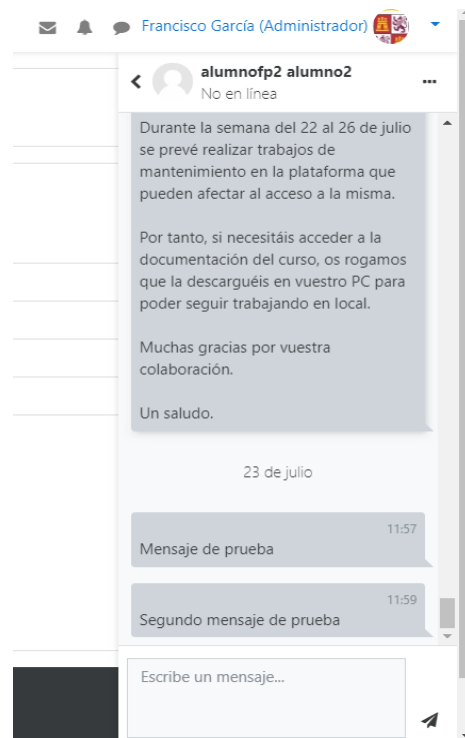 Francisco García (Administrador)
alumnofp2 alumno2
No en línea
Durante la semana del 22 al 26 de julio
se prevé realizar trabajos de
mantenimiento en la plataforma que
pueden afectar al acceso a la misma.
Por tanto, si necesitáis acceder a la
documentación del curso, os rogamos
que la descarguéis en vuestro PC para
poder seguir trabajando en local.
Muchas gracias por vuestra
colaboración.
Un saludo.
23 de julio
11:57
Mensaje de prueba
11:59
Segundo mensaje de prueba
Escribe un mensaje...